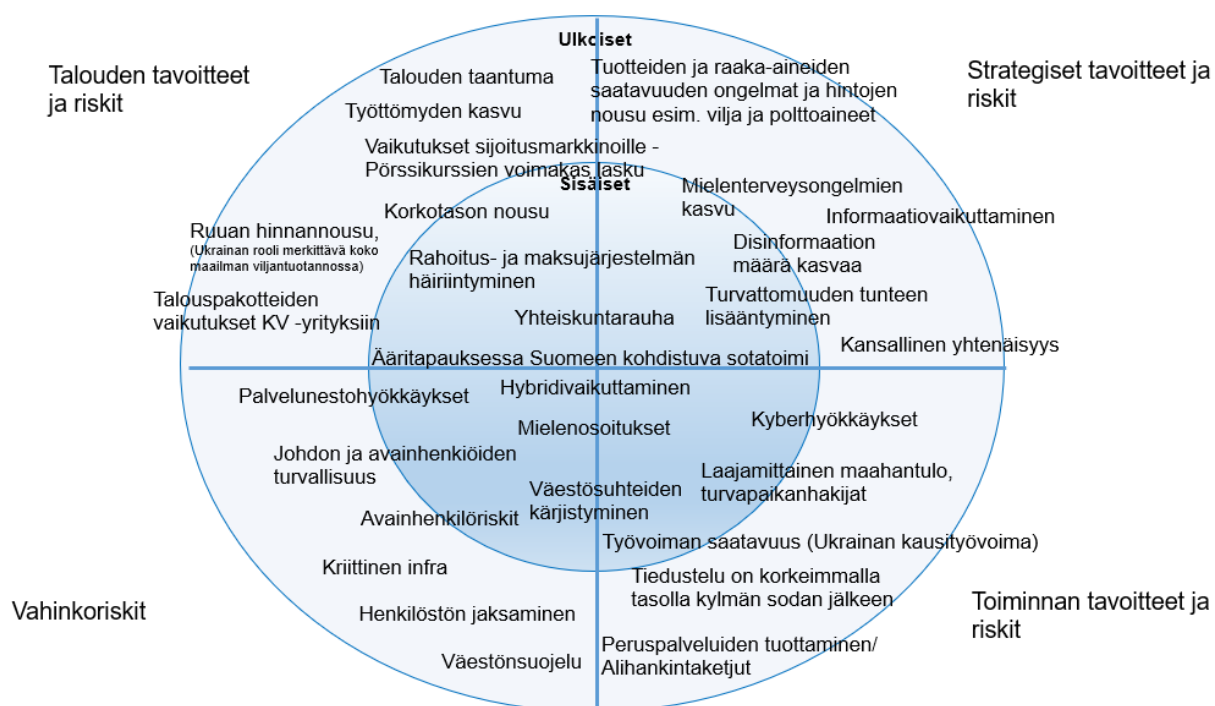 Ulkoiset
Talouden tavoitteet
ja riskit
Strategiset tavoitteet ja
riskit
Talouden taantuma
Työttömyden kasvu
Vaikutukset sijoitusmarkkinoille -
Pörssikurssien voimakas lasku
Tuotteiden ja raaka-aineiden
saatavuuden ongelmat ja hintojen
nousu esim. vilja ja polttoaineet
Sisäiset
Korkotason nousu
Ruuan hinnannousu,
(Ukrainan rooli merkittävä koko
maailman viljantuotannossa)
Rahoitus- ja maksujärjestelmän
häiriintyminen
Talouspakotteiden
vaikutukset KV -yrityksiin
Mielenterveysongelmien
kasvu
Informaatiovaikuttaminen
Disinformaation
määrä kasvaa
Turvattomuuden tunteen
lisääntyminen
Yhteiskuntarauha
Kansallinen yhtenäisyys
Ääritapauksessa Suomeen kohdistuva sotatoimi
Hybridivaikuttaminen
Palvelunestohyökkäykset
Mielenosoitukset
Kyberhyökkäykset
Johdon ja avainhenkiöiden
turvallisuus
Laajamittainen maahantulo,
turvapaikanhakijat
Väestösuhteiden
kärjistyminen
Avainhenkilöriskit
Työvoiman saatavuus (Ukrainan kausityövoima)
Kriittinen infra
Tiedustelu on korkeimmalla
tasolla kylmän sodan jälkeen
Vahinkoriskit
Henkilöstön jaksaminen
Toiminnan tavoitteet ja
riskit
Väestönsuojelu
Peruspalveluiden tuottaminen/
Alihankintaketjut